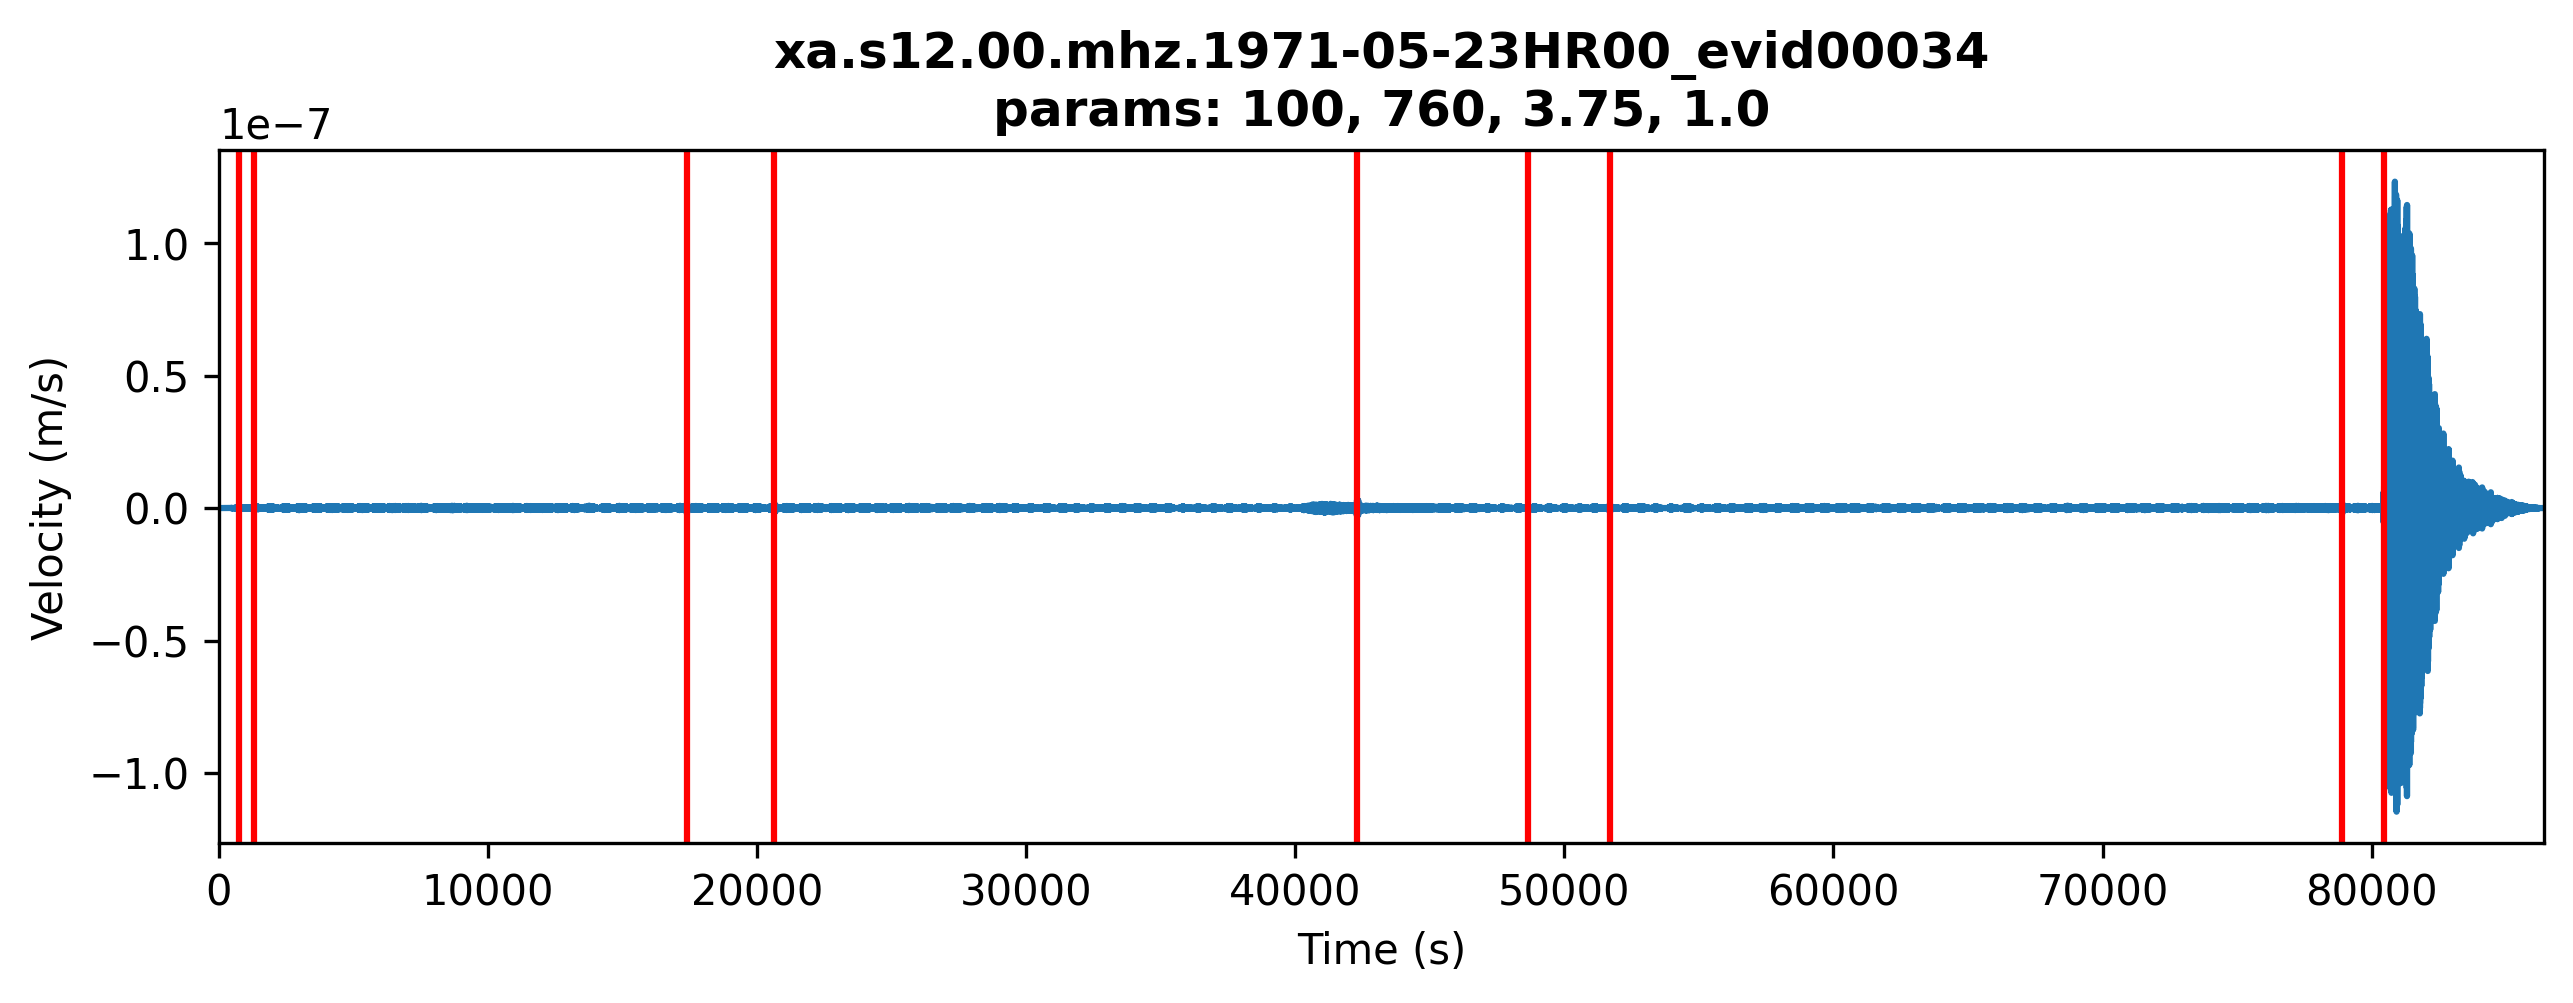 xa.s12.00.mhz.1971-05-23HR00_evid00034
params: 100, 760, 3.75, 1.0
1e−7
1.0
0.5
0.0
−0.5
−1.0
Velocity (m/s)
0 10000 20000 30000 40000 50000 60000 70000 80000
Time (s)